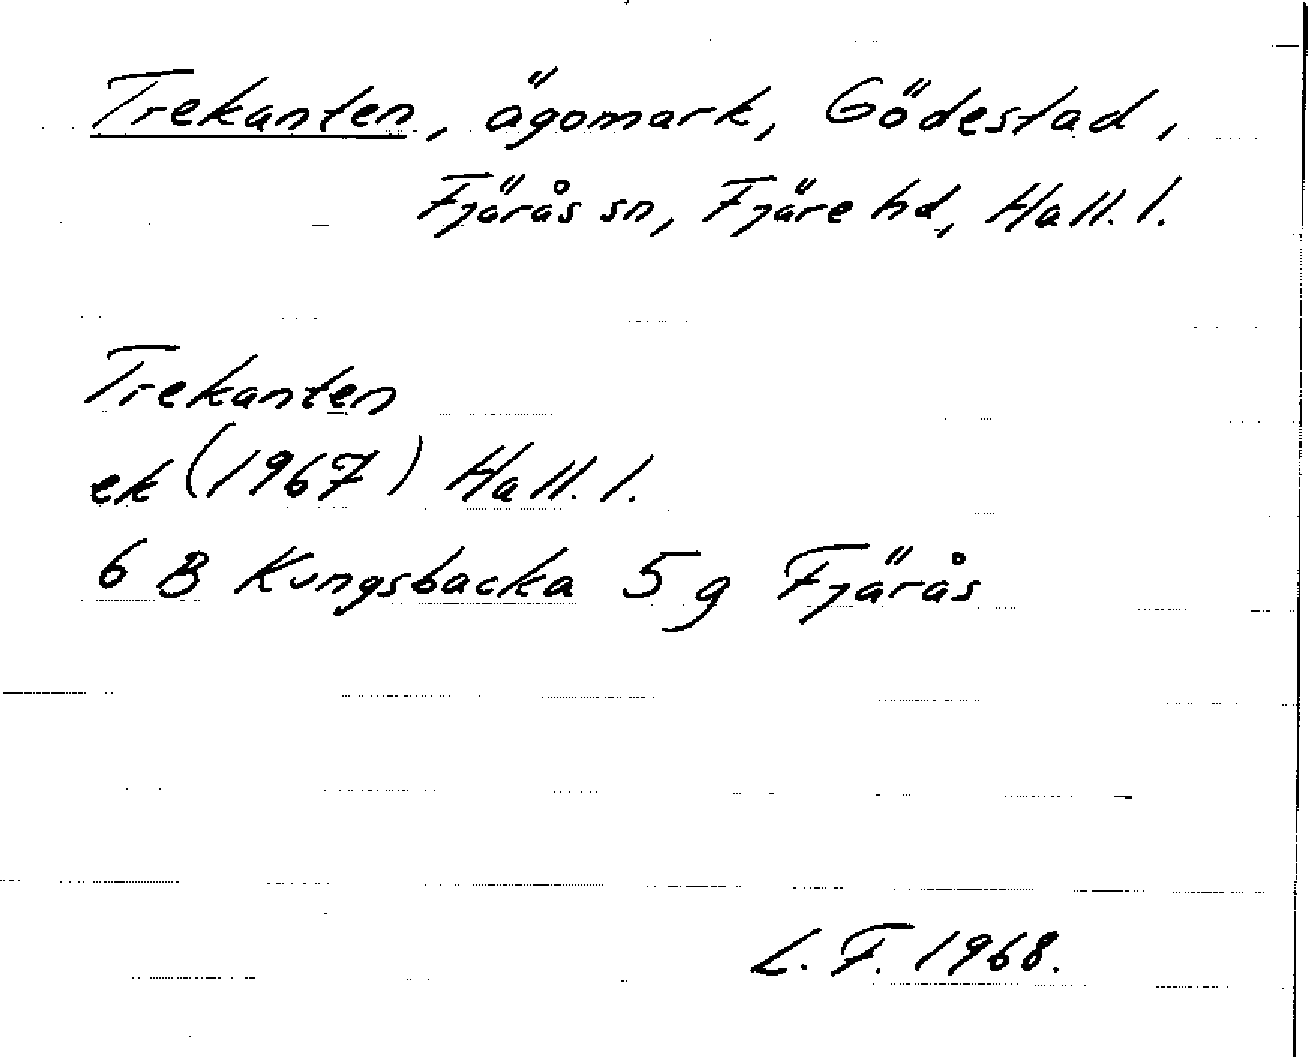 Trekanten, ägomark, Gödestad,
Fjärås sn, Fjäre hd, Hall. l.
Trekanten
ek (1967) Hall. l.
6 B Kungsbacka 5 g Fjärås
L. F. 1968.